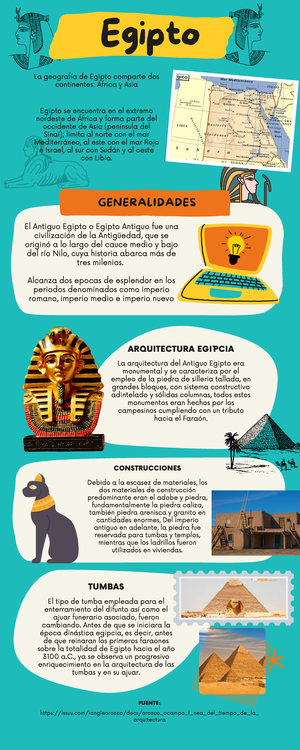 Egipto
La geografía de Egipto comparte dos
continentes: África y Asia
Egipto se encuentra en el extremo
nordeste de África y forma parte del
occidente de Asia (península del
Sinaí); limita al norte con el mar
Mediterráneo, al este con el mar Rojo
e Israel, al sur con Sudán y al oeste
con Libia.
GENERALIDADES
El Antiguo Egipto o Egipto Antiguo fue una
civilización de la Antigüedad, que se
originó a lo largo del cauce medio y bajo
del río Nilo, cuya historia abarca más de
tres milenios.
Alcanza dos epocas de esplendor en los
periodos denominados como imperio
romano, imperio medio e imperio nuevo
ARQUITECTURA EGIPCIA
La arquitectura del Antiguo Egipto era
monumental y se caracteriza por el
empleo de la piedra de sillería tallada, en
grandes bloques, con sistema constructivo
adintelado y sólidas columnas, todos estos
monumentos eran hechos por los
campesinos cumpliendo con un tributo
hacia el Faraón.
CONSTRUCCIONES
Debido a la escasez de materiales, los
dos materiales de construcción
predominante eran el adobe y piedra,
fundamentalmente la piedra caliza,
también piedra arenisca y granito en
cantidades enormes, Del imperio
antiguo en adelante, la piedra fue
reservada para tumbas y templos,
mientras que los ladrillos fueron
utilizados en viviendas.
TUMBAS
El tipo de tumba empleada para el
enterramiento del difunto así como el
ajuar funerario asociado, fueron
cambiando. Antes de que se iniciara la
época dinástica egipcia, es decir, antes
de que reinaran los primeros faraones
sobre la totalidad de Egipto hacia el año
3100 a.C., ya se observa un progresivo
enriquecimiento en la arquitectura de las
tumbas y en su ajuar.
FUENTE:
https://issuu.com/langieorozco/docs/orozco_ocampo_l_nea_del_tiempo_de_la_
arquitectura